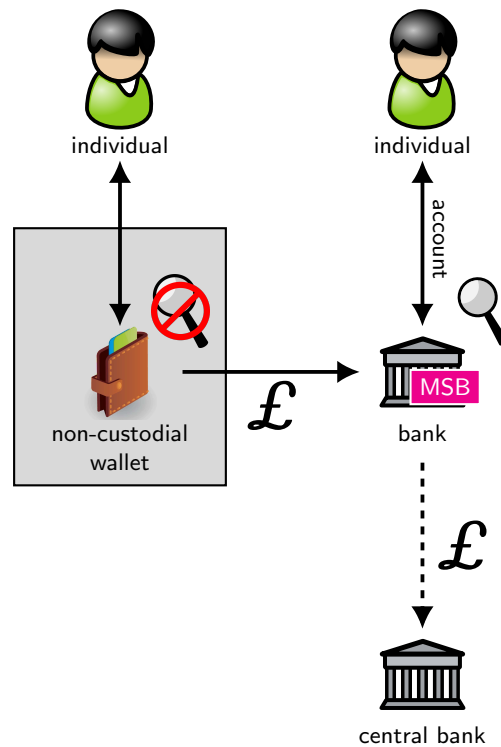 individual
individual
account
MSB
£
non-custodial
wallet
bank
£
central bank